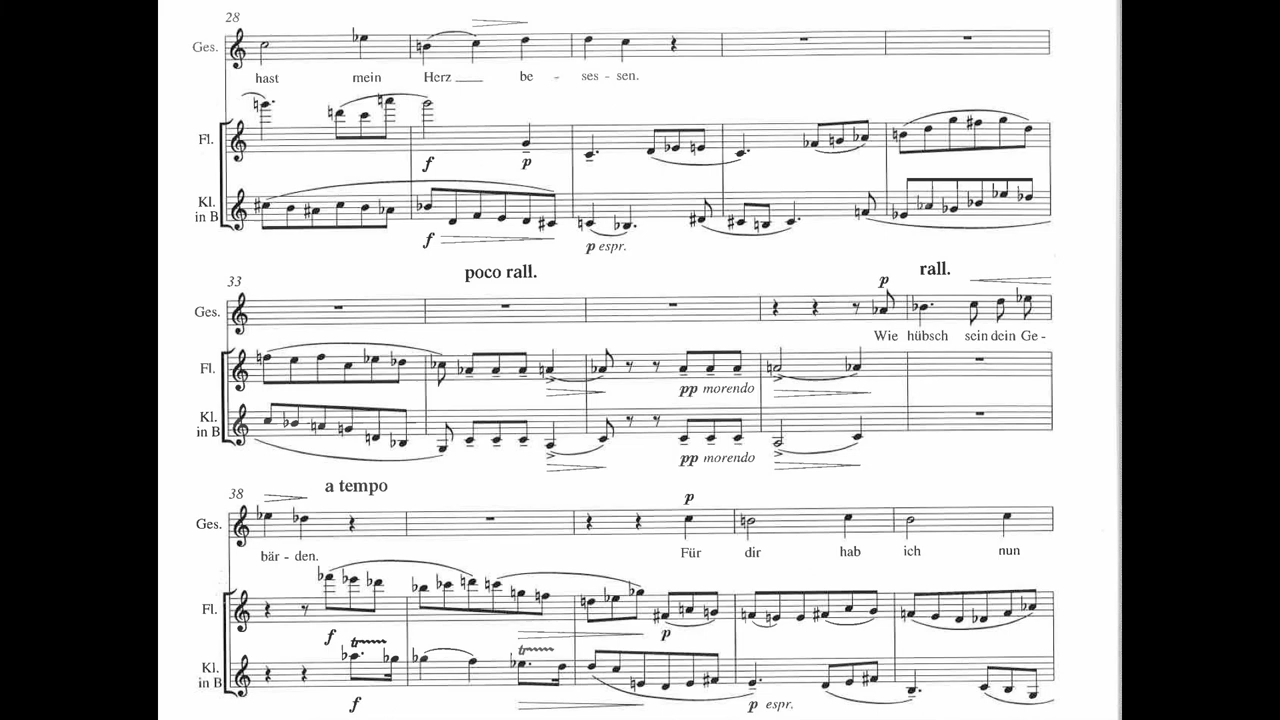 28
Ges.
hast mein Herz be - ses - sen.
Fl.
f p
Kl.
in B
f p espr.
poco rall. rall.
33
p
Ges.
Wie hübsch sein dein Ge -
Fl.
pp morendo
Kl.
in B
pp morendo
a tempo
38
p
Ges.
bär - den. Für dir hab ich nun
Fl.
f p
tr tr
Kl.
in B
f p espr.